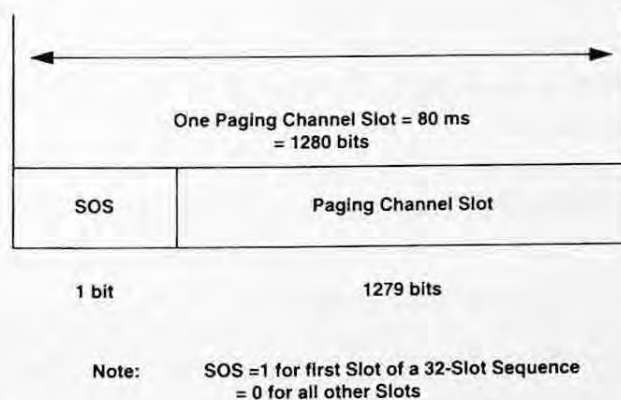 One Paging Channel Slot = 80 ms
= 1280 bits
SOS
Paging Channel Slot
1 bit
1279 bits
Note: SOS =1 for first Slot of a 32-Slot Sequence
= 0 for all other Slots